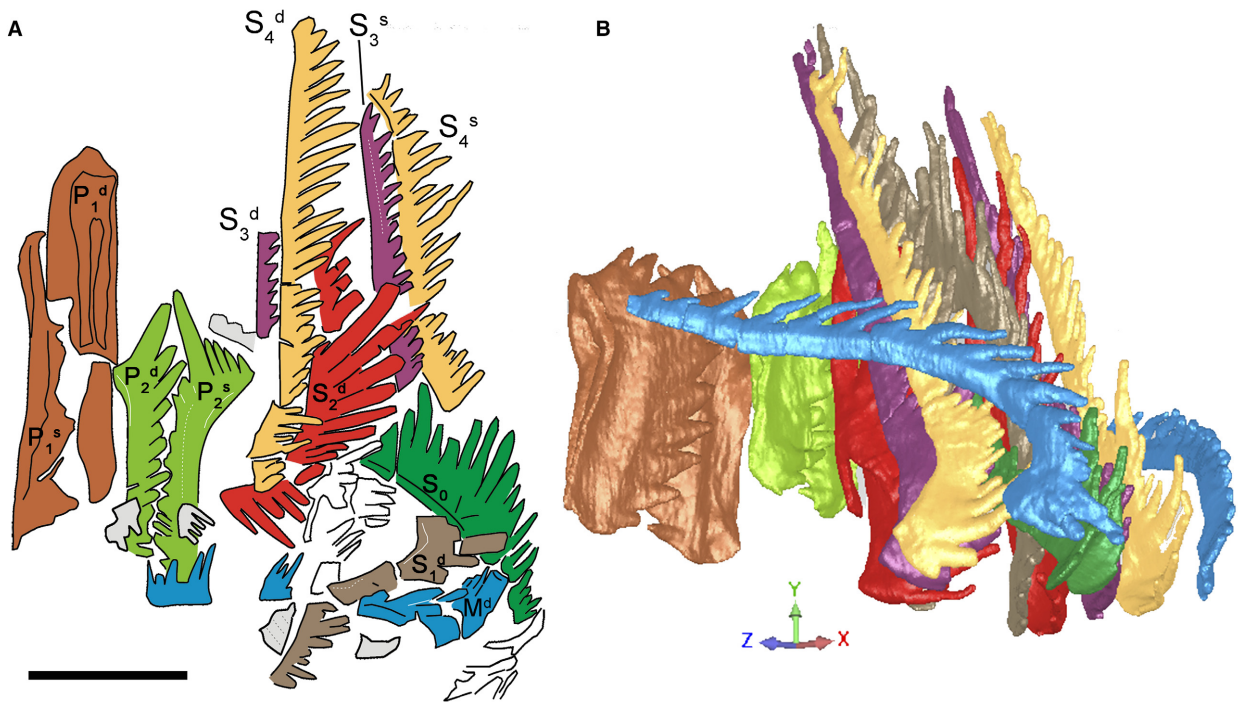 A
B
S₄ᵈ
S₃ˢ
S₄ˢ
P₁ᵈ
S₃ᵈ
P₂ᵈ
P₂ˢ
S₂ᵈ
P₁ˢ
S₀
S₁ᵈ
Mᵈ
Y
Z
X